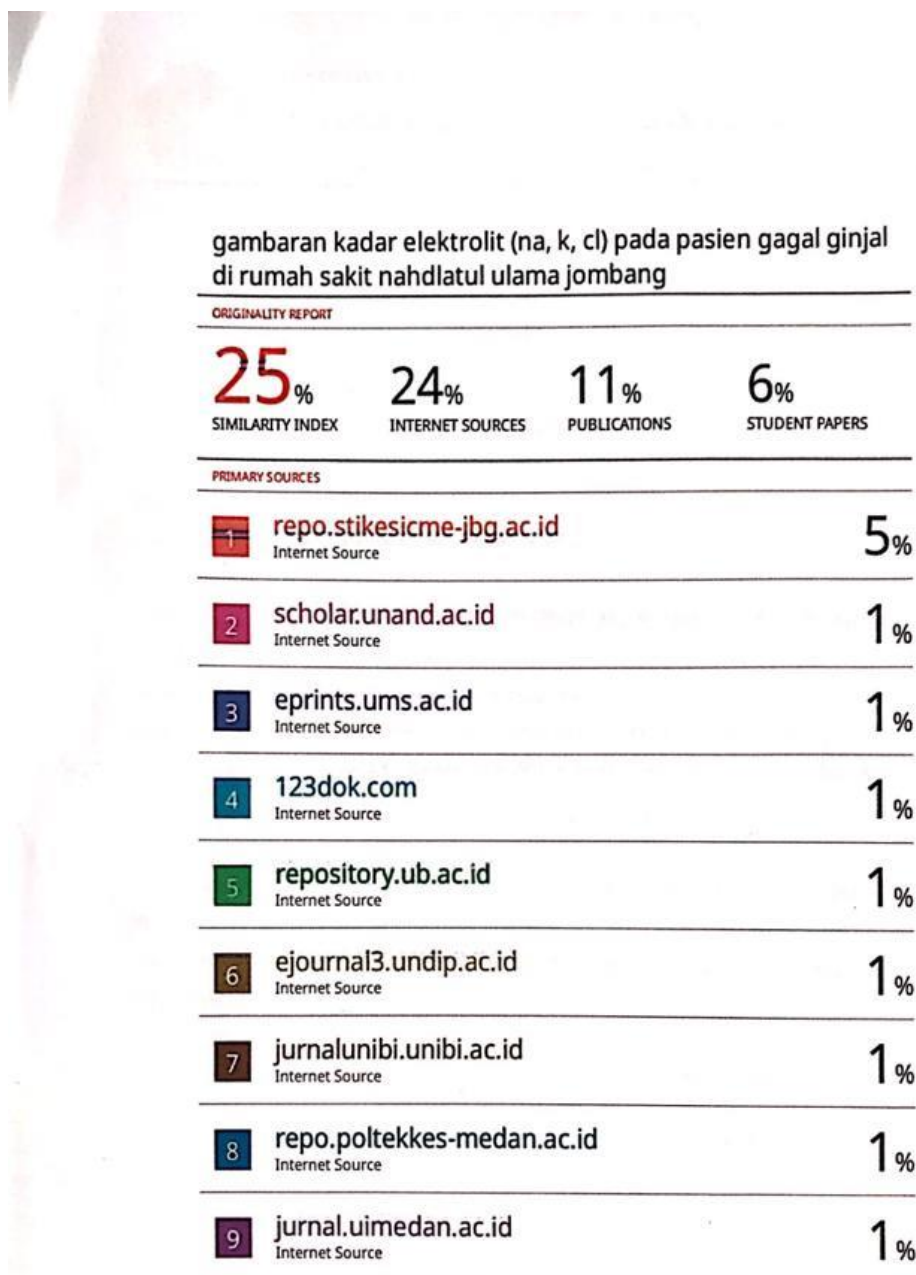 gambaran kadar elektrolit (na, k, cl) pada pasien gagal ginjal
di rumah sakit nahdlatul ulama jombang
ORIGINALITY REPORT
25% 24% 11% 6%
SIMILARITY INDEX INTERNET SOURCES PUBLICATIONS STUDENT PAPERS
PRIMARY SOURCES
1 repo.stikesicme-jbg.ac.id 5%
Internet Source
2 scholar.unand.ac.id 1%
Internet Source
3 eprints.ums.ac.id 1%
Internet Source
4 123dok.com 1%
Internet Source
5 repository.ub.ac.id 1%
Internet Source
6 ejournal3.undip.ac.id 1%
Internet Source
7 jurnalunibi.unibi.ac.id 1%
Internet Source
8 repo.poltekkes-medan.ac.id 1%
Internet Source
9 jurnal.uimedan.ac.id 1%
Internet Source